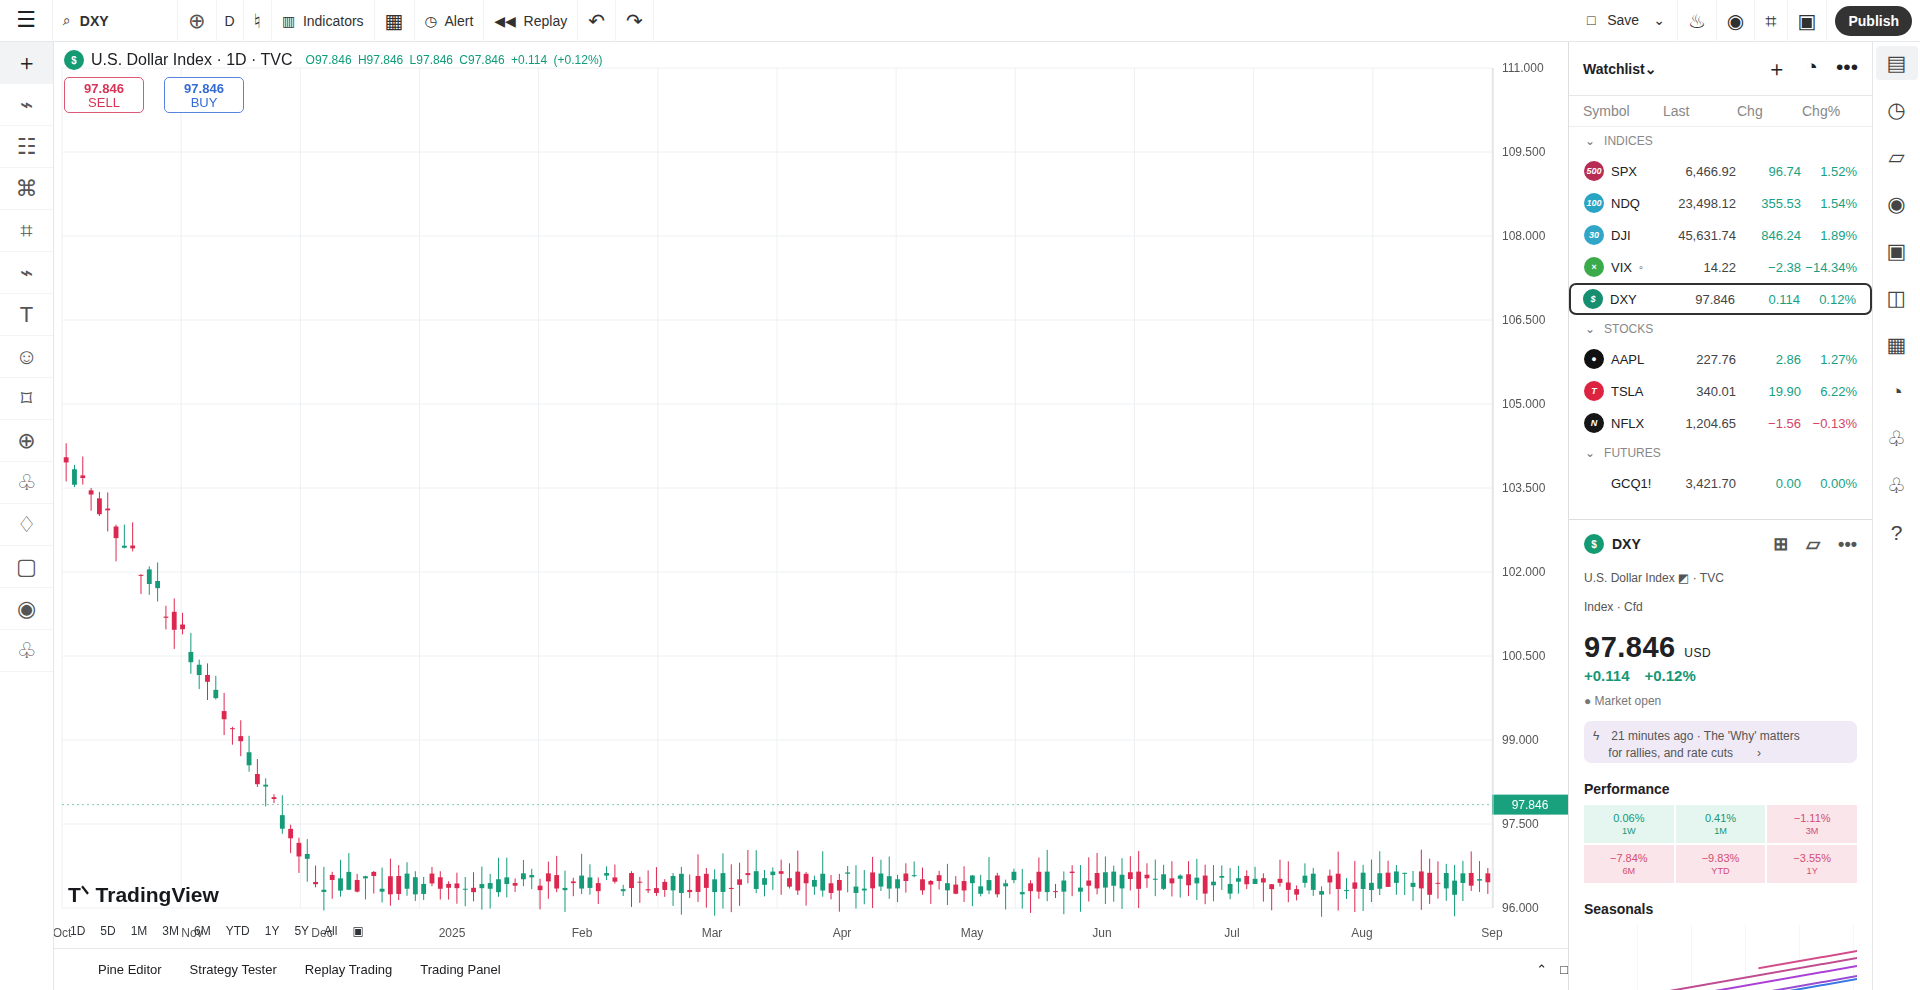 DXY D Indicators Alert Replay Save Publish
U.S. Dollar Index · 1D · TVC O97.846 H97.846 L97.846 C97.846 +0.114 (+0.12%)
97.846 SELL
97.846 BUY
111.000
109.500
108.000
106.500
105.000
103.500
102.000
100.500
99.000
97.846
97.500
96.000
TradingView
Oct Nov Dec 2025 Feb Mar Apr May Jun Jul Aug Sep
1D 5D 1M 3M 6M YTD 1Y 5Y All
Pine Editor Strategy Tester Replay Trading Trading Panel
Watchlist
Symbol Last Chg Chg%
INDICES
500 SPX 6,466.92 96.74 1.52%
100 NDQ 23,498.12 355.53 1.54%
30 DJI 45,631.74 846.24 1.89%
VIX 14.22 −2.38 −14.34%
$ DXY 97.846 0.114 0.12%
STOCKS
AAPL 227.76 2.86 1.27%
T TSLA 340.01 19.90 6.22%
N NFLX 1,204.65 −1.56 −0.13%
FUTURES
GCQ1! 3,421.70 0.00 0.00%
$ DXY
U.S. Dollar Index · TVC
Index · Cfd
97.846 USD
+0.114 +0.12%
● Market open
21 minutes ago · The 'Why' matters
for rallies, and rate cuts ›
Performance
0.06% 0.41% −1.11%
1W 1M 3M
−7.84% −9.83% −3.55%
6M YTD 1Y
Seasonals